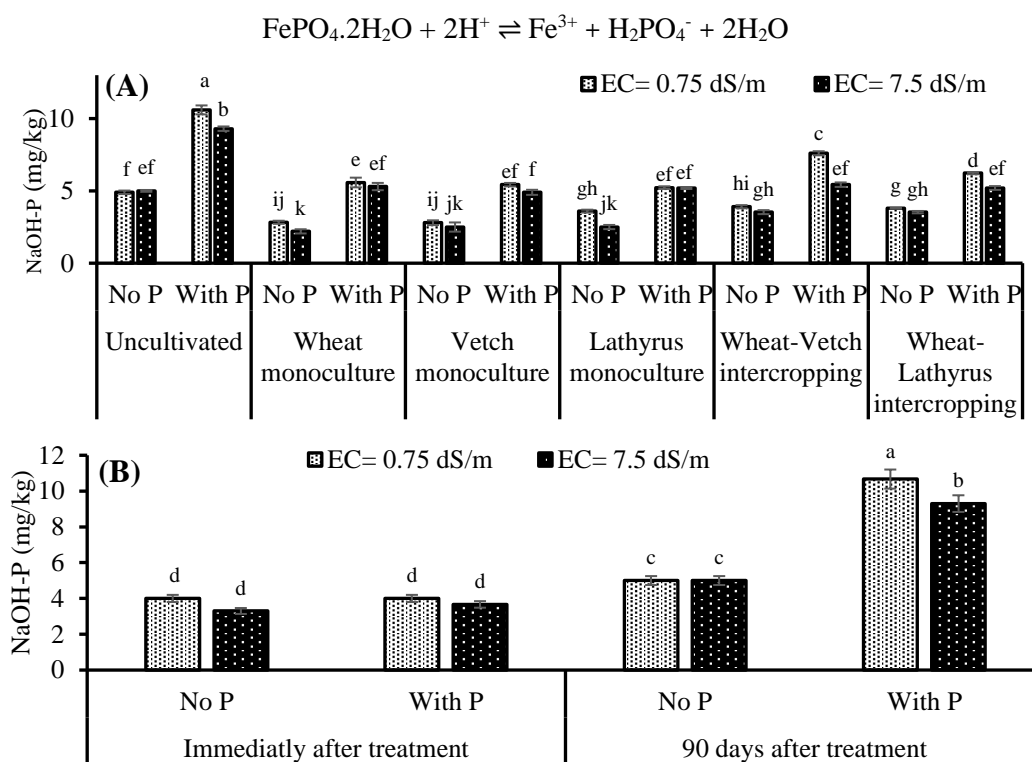 FePO₄.2H₂O + 2H⁺ ⇌ Fe³⁺ + H₂PO₄⁻ + 2H₂O
(A)
EC= 0.75 dS/m EC= 7.5 dS/m
NaOH-P (mg/kg)
10
5
0
f ef a b ij k e ef ij jk ef f gh jk ef ef hi gh c ef g gh d ef
No P With P No P With P No P With P No P With P No P With P No P With P
Uncultivated Wheat monoculture Vetch monoculture Lathyrus monoculture Wheat-Vetch intercropping Wheat-Lathyrus intercropping
(B)
EC= 0.75 dS/m EC= 7.5 dS/m
NaOH-P (mg/kg)
12
10
8
6
4
2
0
d d d d c c a b
No P With P No P With P
Immediatly after treatment 90 days after treatment